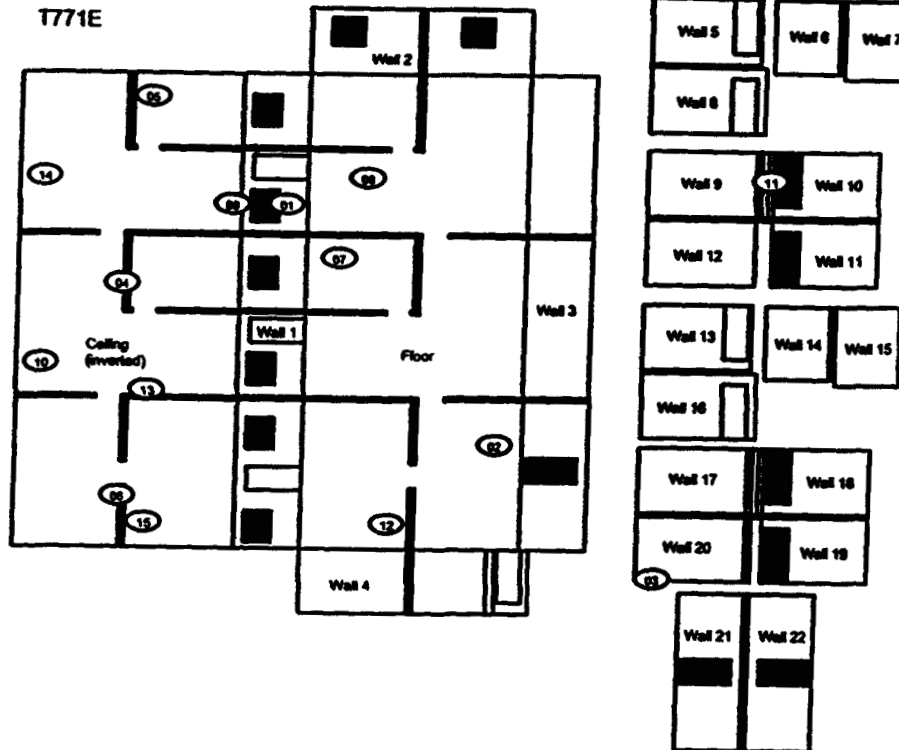 T771E
Wall 2
05
14
08
09
01
07
04
Wall 1
Wall 3
Ceiling
(inverted)
Floor
10
13
02
06
15
12
Wall 4
Wall 5
Wall 6
Wall 7
Wall 8
Wall 9
11
Wall 10
Wall 12
Wall 11
Wall 13
Wall 14
Wall 15
Wall 16
Wall 17
Wall 18
Wall 20
Wall 19
03
Wall 21
Wall 22